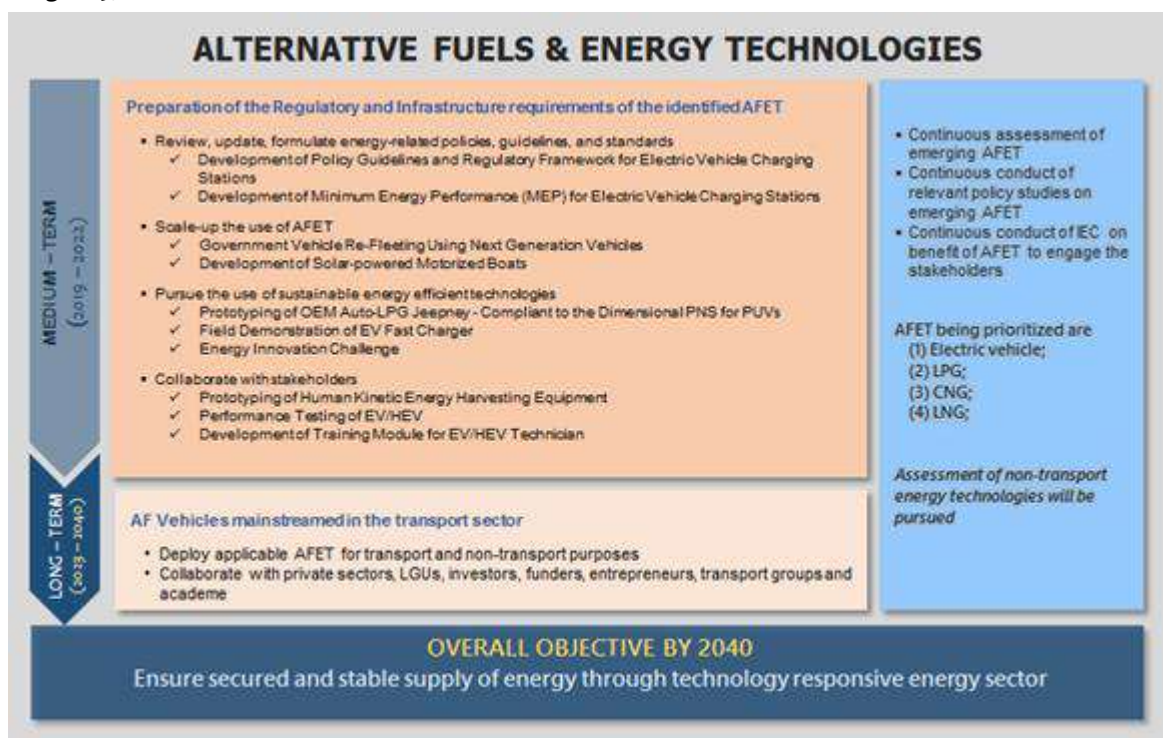 ALTERNATIVE FUELS & ENERGY TECHNOLOGIES
MEDIUM – TERM
(2019 – 2022)
Preparation of the Regulatory and Infrastructure requirements of the identified AFET
• Review, update, formulate energy-related policies, guidelines, and standards
✓ Development of Policy Guidelines and Regulatory Framework for Electric Vehicle Charging
Stations
✓ Development of Minimum Energy Performance (MEP) for Electric Vehicle Charging Stations
• Scale-up the use of AFET
✓ Government Vehicle Re-Fleeting Using Next Generation Vehicles
✓ Development of Solar-powered Motorized Boats
• Pursue the use of sustainable energy efficient technologies
✓ Prototyping of OEM Auto-LPG Jeepney - Compliant to the Dimensional PNS for PUVs
✓ Field Demonstration of EV Fast Charger
✓ Energy Innovation Challenge
• Collaborate with stakeholders
✓ Prototyping of Human Kinetic Energy Harvesting Equipment
✓ Performance Testing of EV/HEV
✓ Development of Training Module for EV/HEV Technician
LONG – TERM
(2023 – 2040)
AF Vehicles mainstreamed in the transport sector
• Deploy applicable AFET for transport and non-transport purposes
• Collaborate with private sectors, LGUs, investors, funders, entrepreneurs, transport groups and
academe
• Continuous assessment of
emerging AFET
• Continuous conduct of
relevant policy studies on
emerging AFET
• Continuous conduct of IEC on
benefit of AFET to engage the
stakeholders
AFET being prioritized are
(1) Electric vehicle;
(2) LPG;
(3) CNG;
(4) LNG;
Assessment of non-transport
energy technologies will be
pursued
OVERALL OBJECTIVE BY 2040
Ensure secured and stable supply of energy through technology responsive energy sector